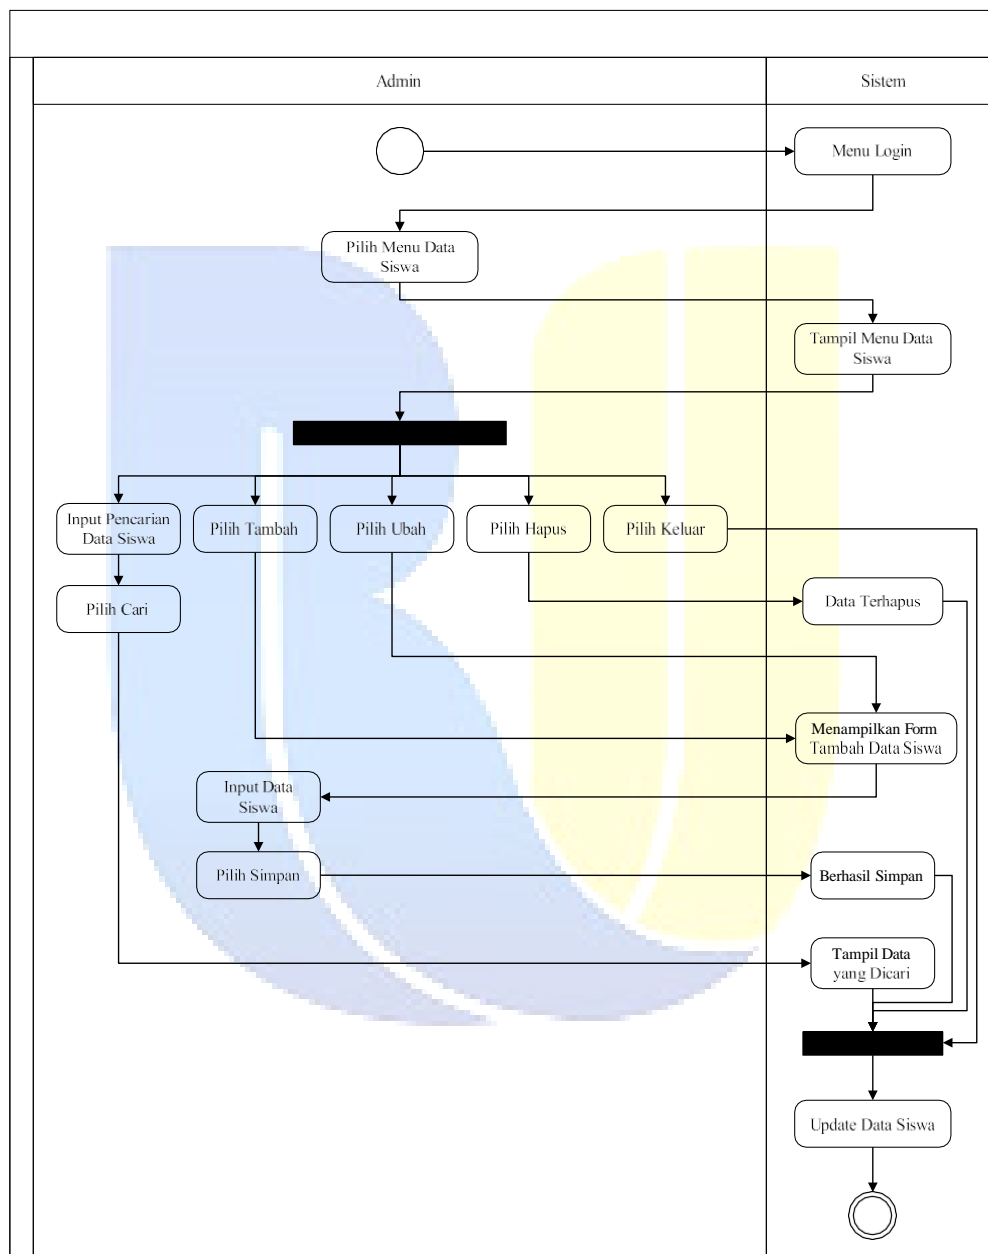 Admin
Sistem
Menu Login
Pilih Menu Data
Siswa
Tampil Menu Data
Siswa
Input Pencarian
Data Siswa
Pilih Tambah
Pilih Ubah
Pilih Hapus
Pilih Keluar
Pilih Cari
Data Terhapus
Menampilkan Form
Tambah Data Siswa
Input Data
Siswa
Pilih Simpan
Berhasil Simpan
Tampil Data
yang Dicari
Update Data Siswa